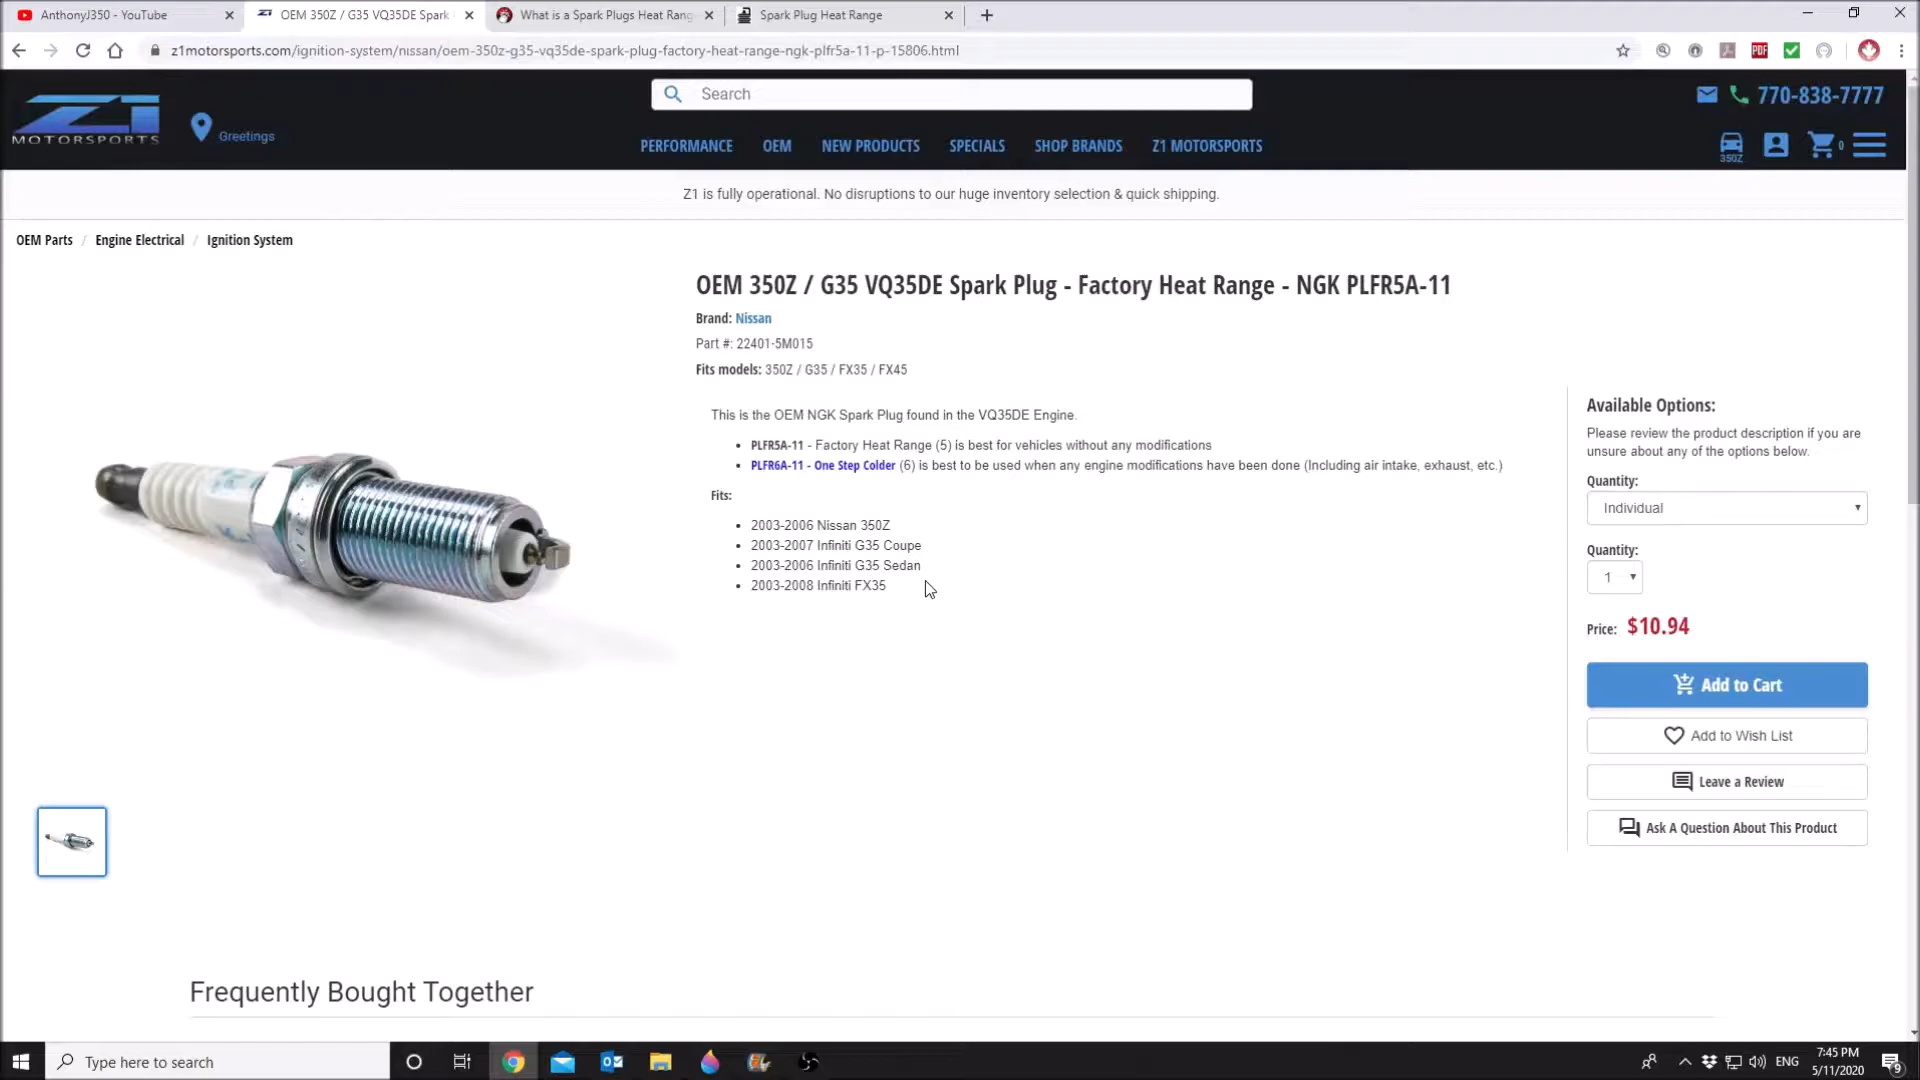 AnthonyJ350 - YouTube
OEM 350Z / G35 VQ35DE Spark
What is a Spark Plugs Heat Rang
Spark Plug Heat Range
z1motorsports.com/ignition-system/nissan/oem-350z-g35-vq35de-spark-plug-factory-heat-range-ngk-plfr5a-11-p-15806.html
PDF
Z1
MOTORSPORTS
Greetings
Search
770-838-7777
PERFORMANCE
OEM
NEW PRODUCTS
SPECIALS
SHOP BRANDS
Z1 MOTORSPORTS
350Z
0
Z1 is fully operational. No disruptions to our huge inventory selection & quick shipping.
OEM Parts / Engine Electrical / Ignition System
OEM 350Z / G35 VQ35DE Spark Plug - Factory Heat Range - NGK PLFR5A-11
Brand: Nissan
Part #: 22401-5M015
Fits models: 350Z / G35 / FX35 / FX45
This is the OEM NGK Spark Plug found in the VQ35DE Engine.
• PLFR5A-11 - Factory Heat Range (5) is best for vehicles without any modifications
• PLFR6A-11 - One Step Colder (6) is best to be used when any engine modifications have been done (Including air intake, exhaust, etc.)
Fits:
• 2003-2006 Nissan 350Z
• 2003-2007 Infiniti G35 Coupe
• 2003-2006 Infiniti G35 Sedan
• 2003-2008 Infiniti FX35
Available Options:
Please review the product description if you are
unsure about any of the options below.
Quantity:
Individual
Quantity:
1
Price: $10.94
Add to Cart
Add to Wish List
Leave a Review
Ask A Question About This Product
Frequently Bought Together
Type here to search
ENG
7:45 PM
5/11/2020
9